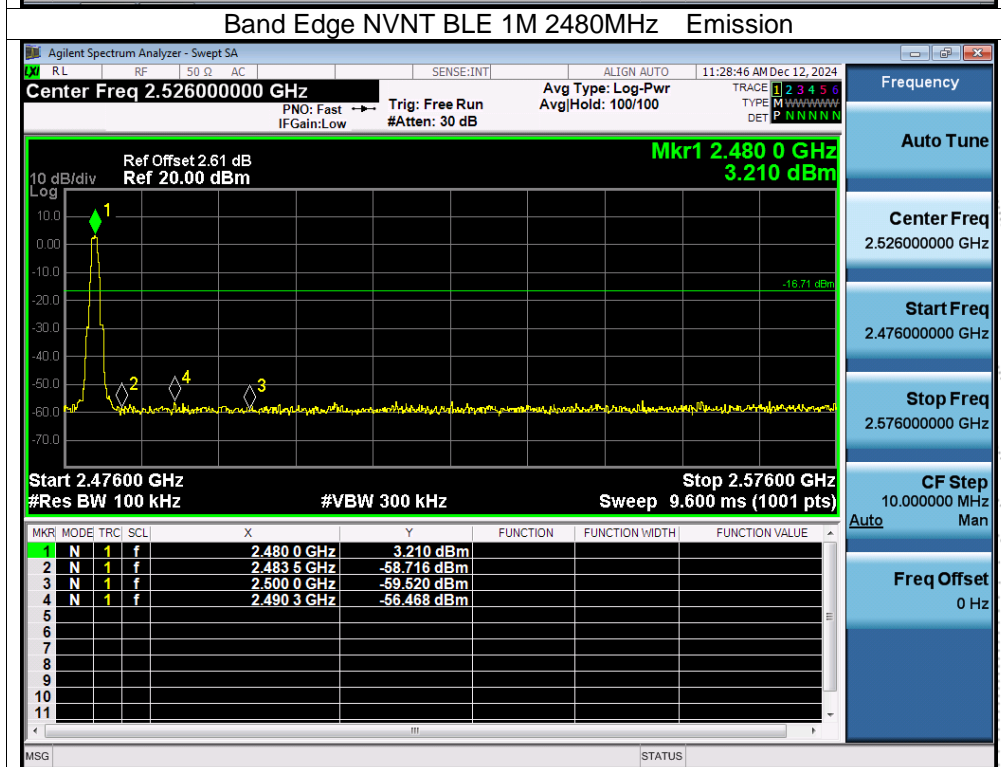 Band Edge NVNT BLE 1M 2480MHz Emission
Agilent Spectrum Analyzer - Swept SA
LXI RL RF 50 Ω AC SENSE:INT ALIGN AUTO 11:28:46 AM Dec 12, 2024
Center Freq 2.526000000 GHz
PNO: Fast
IFGain:Low
Trig: Free Run
#Atten: 30 dB
Avg Type: Log-Pwr
Avg|Hold: 100/100
TRACE 1 2 3 4 5 6
TYPE M WWWWW
DET P N N N N N
Mkr1 2.480 0 GHz
3.210 dBm
Ref Offset 2.61 dB
10 dB/div Ref 20.00 dBm
Log
10.0
0.00
-10.0
-20.0
-30.0
-40.0
-50.0
-60.0
-70.0
1
2
4
3
-16.71 dBm
Start 2.47600 GHz Stop 2.57600 GHz
#Res BW 100 kHz #VBW 300 kHz Sweep 9.600 ms (1001 pts)
MKR MODE TRC SCL X Y FUNCTION FUNCTION WIDTH FUNCTION VALUE
1 N 1 f 2.480 0 GHz 3.210 dBm
2 N 1 f 2.483 5 GHz -58.716 dBm
3 N 1 f 2.500 0 GHz -59.520 dBm
4 N 1 f 2.490 3 GHz -56.468 dBm
5
6
7
8
9
10
11
MSG STATUS
Frequency
Auto Tune
Center Freq
2.526000000 GHz
Start Freq
2.476000000 GHz
Stop Freq
2.576000000 GHz
CF Step
10.000000 MHz
Auto Man
Freq Offset
0 Hz